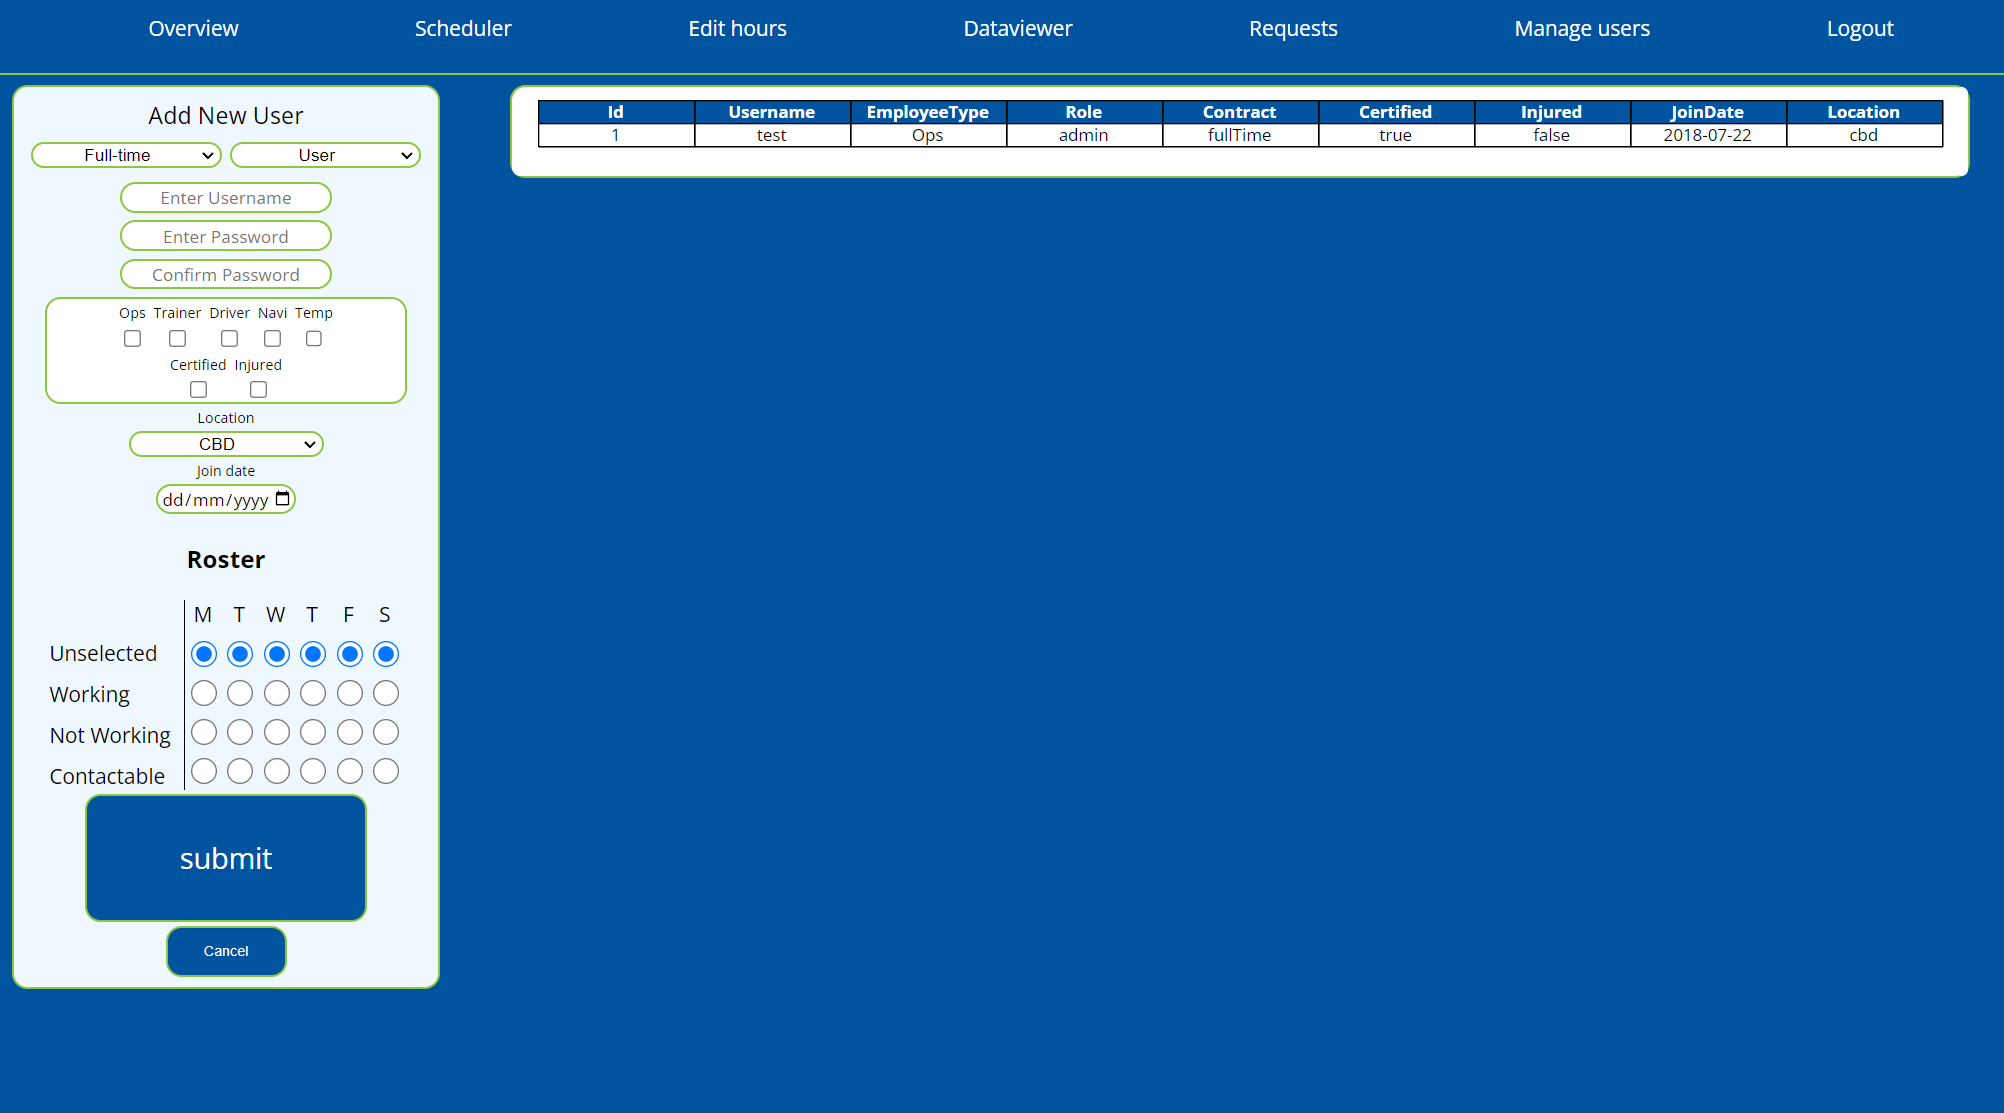 Overview Scheduler Edit hours Dataviewer Requests Manage users Logout
Add New User
Full-time User
Enter Username
Enter Password
Confirm Password
Ops Trainer Driver Navi Temp
Certified Injured
Location
CBD
Join date
dd/mm/yyyy
Roster
M T W T F S
Unselected
Working
Not Working
Contactable
submit
Cancel
Id Username EmployeeType Role Contract Certified Injured JoinDate Location
1 test Ops admin fullTime true false 2018-07-22 cbd